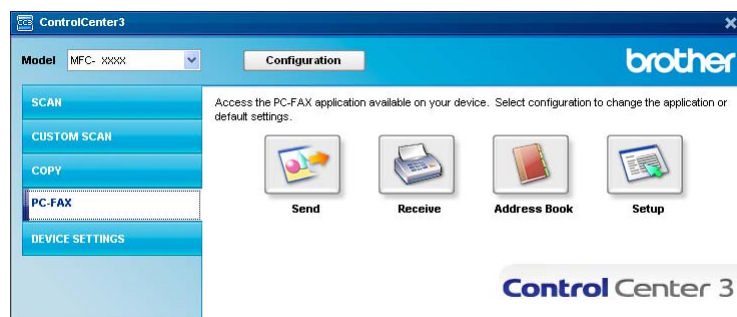 CC3 ControlCenter3
Model MFC- XXXX Configuration brother
SCAN
CUSTOM SCAN
COPY
PC-FAX
DEVICE SETTINGS
Access the PC-FAX application available on your device. Select configuration to change the application or
default settings.
Send Receive Address Book Setup
Control Center 3